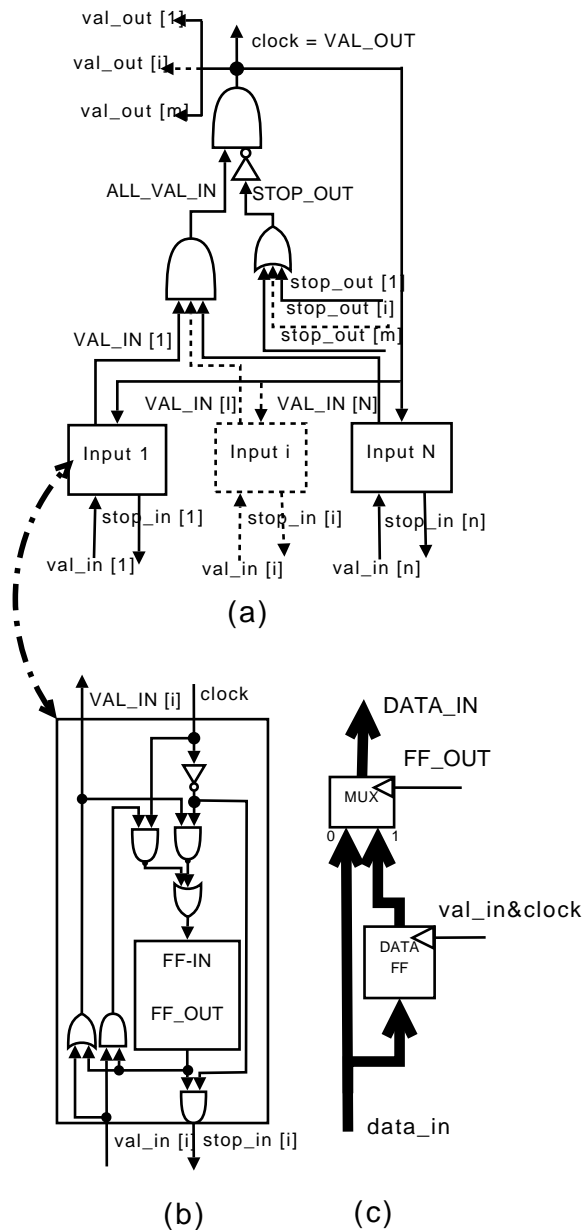 val_out [1]
clock = VAL_OUT
val_out [i]
val_out [m]
ALL_VAL_IN
STOP_OUT
stop_out [1]
stop_out [i]
stop_out [m]
VAL_IN [1]
VAL_IN [I]
VAL_IN [N]
Input 1
Input i
Input N
stop_in [1]
stop_in [i]
stop_in [n]
val_in [1]
val_in [i]
val_in [n]
(a)
VAL_IN [i]
clock
DATA_IN
FF_OUT
MUX
0
1
val_in&clock
FF-IN
DATA
FF
FF_OUT
data_in
val_in [i]
stop_in [i]
(b)
(c)